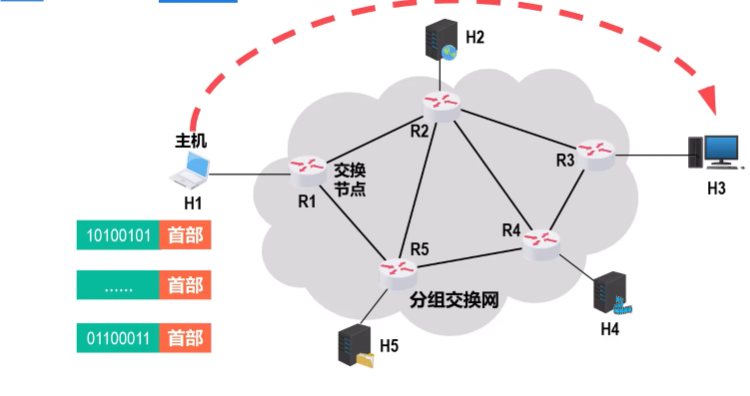 H2
主机
R2
交换
节点
R3
H1
R1
H3
10100101 首部
R4
R5
…… 首部
分组交换网
01100011 首部
H5
H4